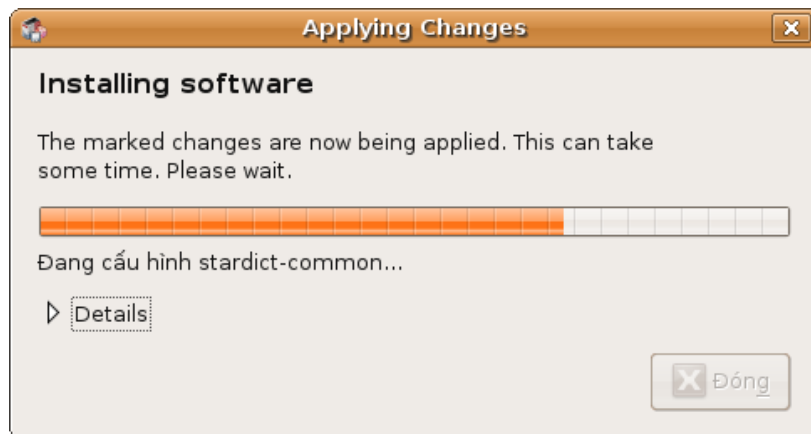 Applying Changes
Installing software
The marked changes are now being applied. This can take
some time. Please wait.
Đang cấu hình stardict-common...
Details
Đóng